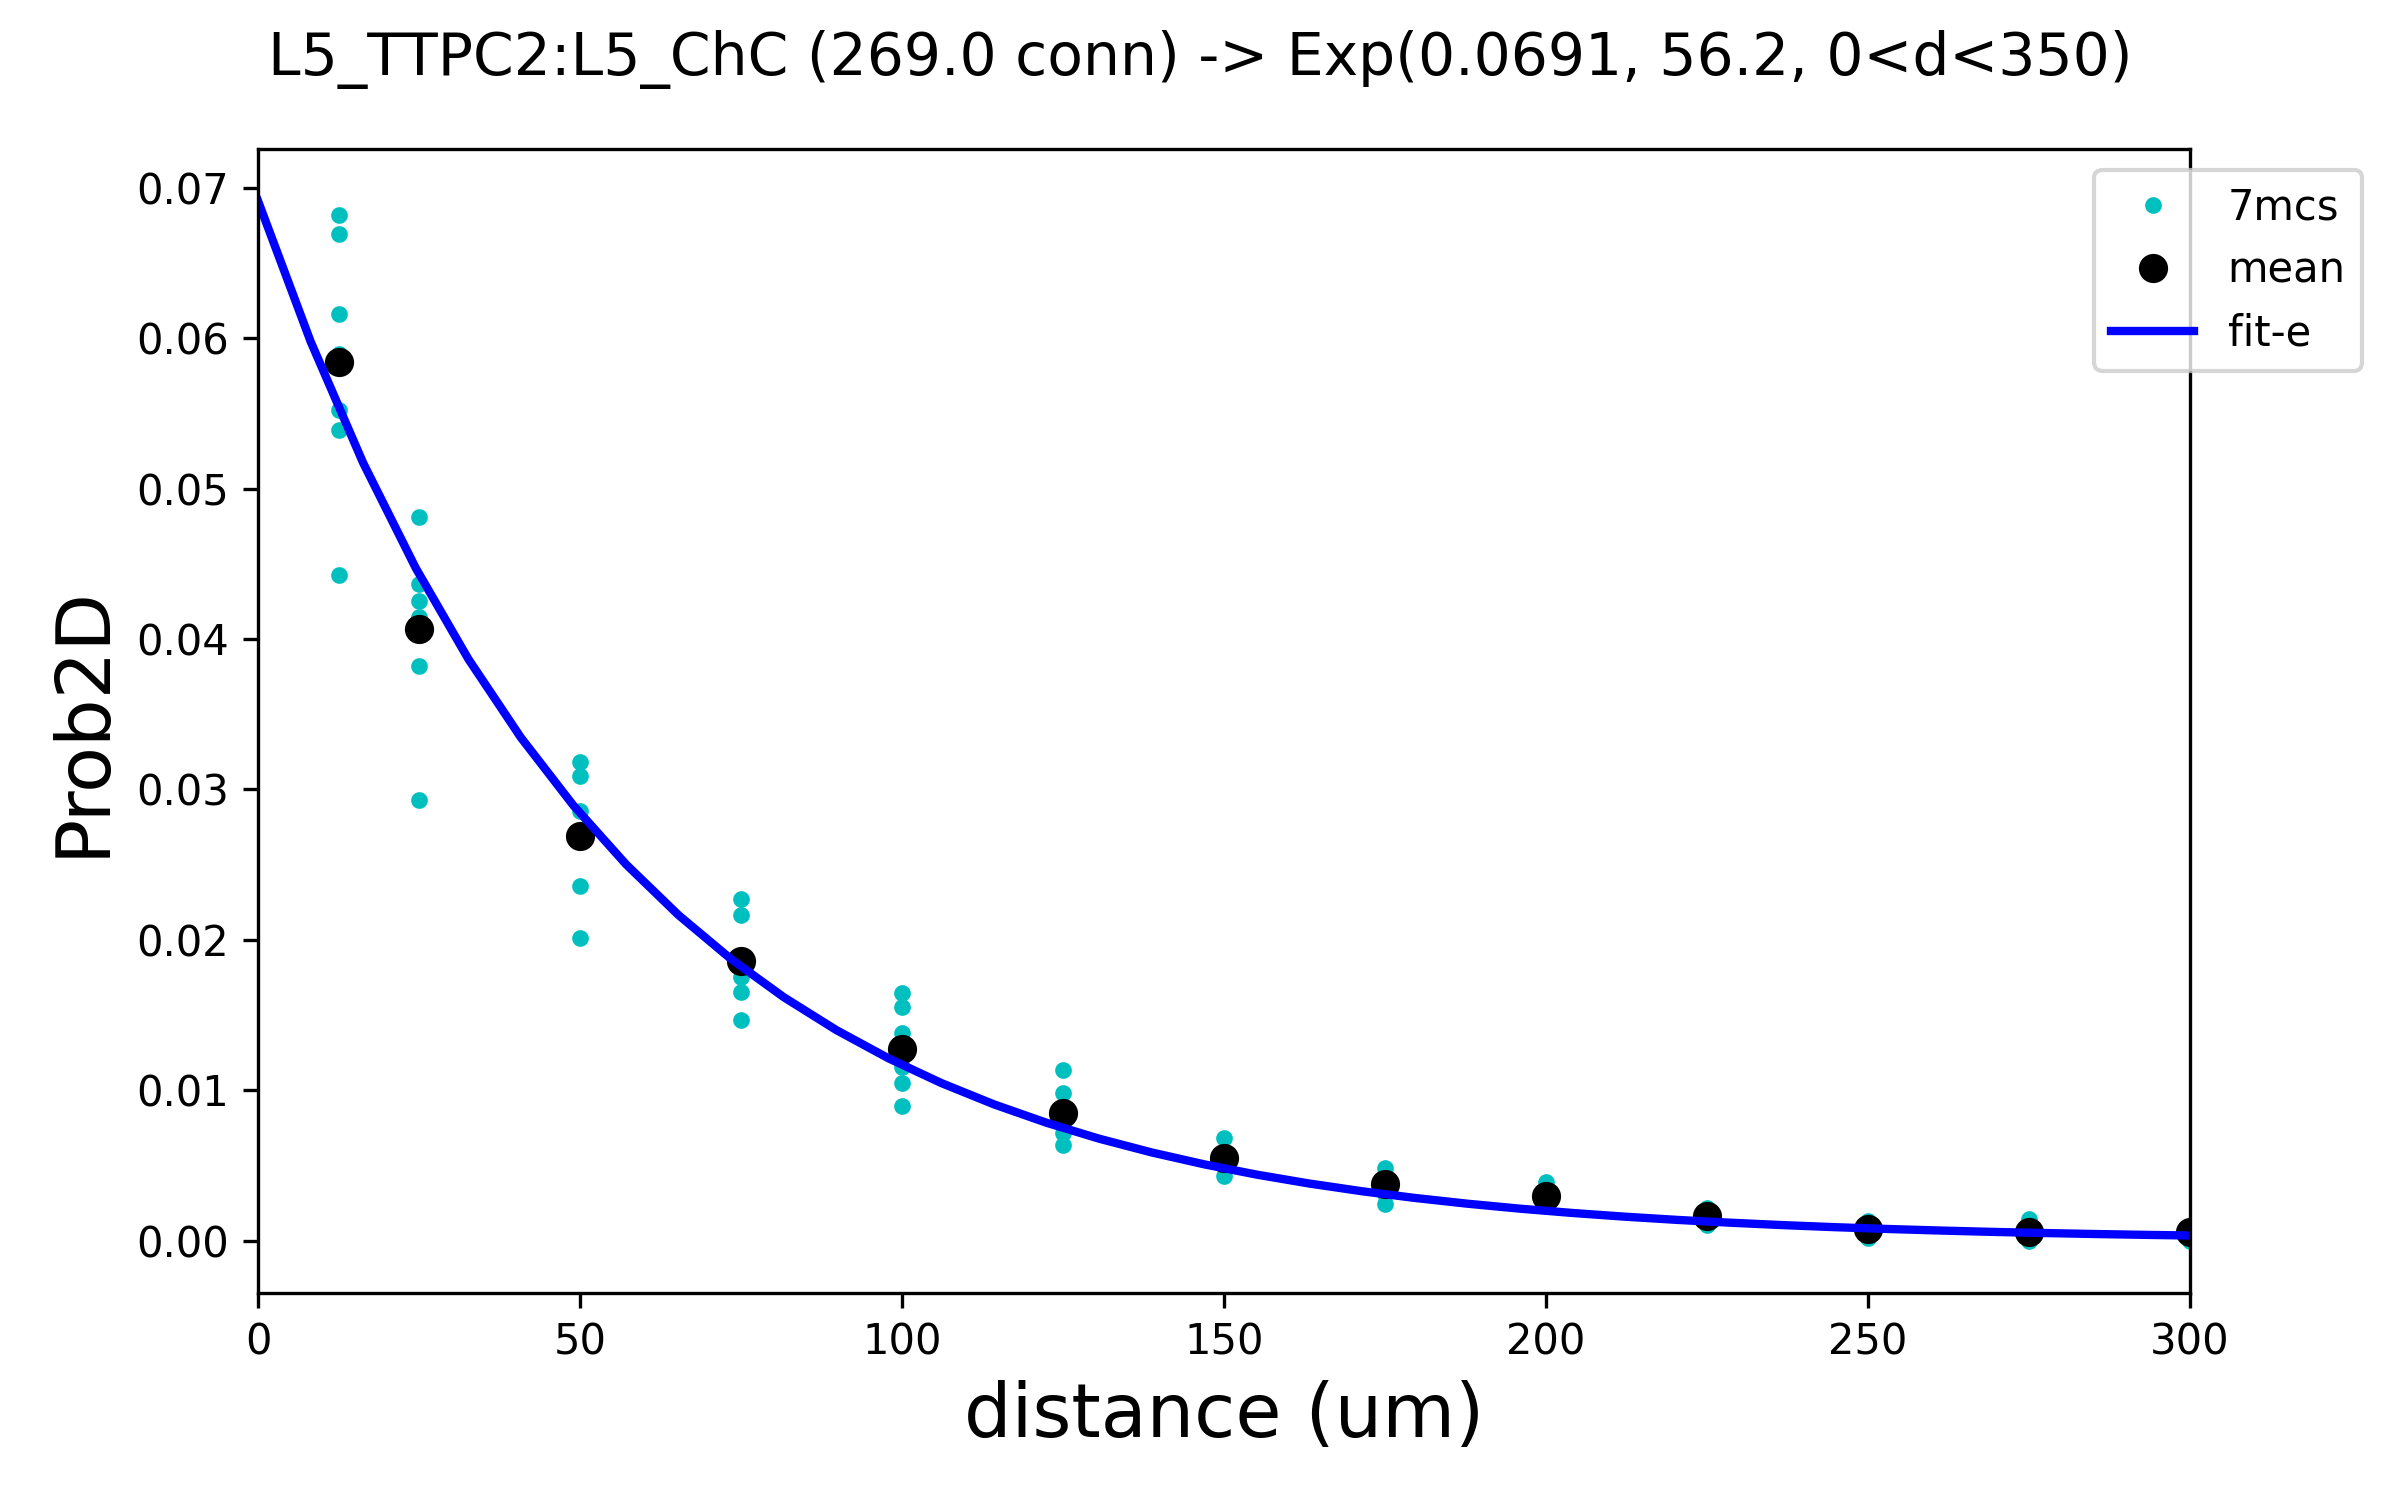 L5_TTPC2:L5_ChC (269.0 conn) -> Exp(0.0691, 56.2, 0<d<350)
7mcs
mean
fit-e
Prob2D
0.07
0.06
0.05
0.04
0.03
0.02
0.01
0.00
0 50 100 150 200 250 300
distance (um)